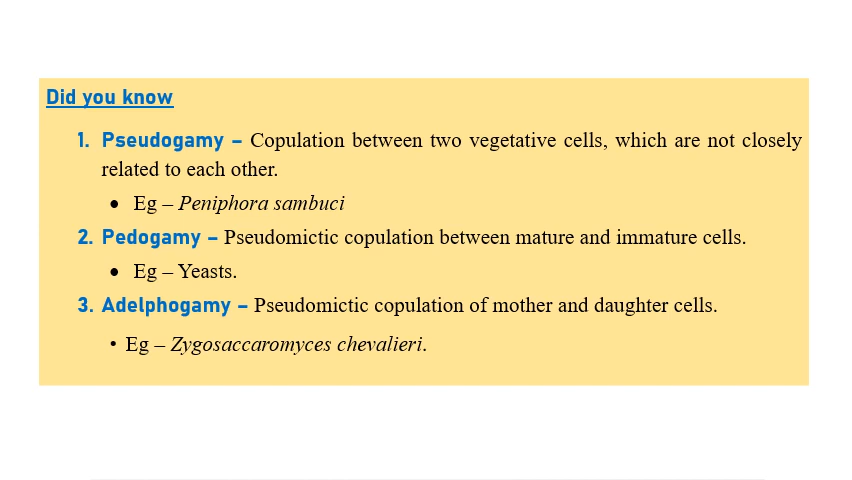 Did you know
1. Pseudogamy – Copulation between two vegetative cells, which are not closely
related to each other.
● Eg – Peniphora sambuci
2. Pedogamy – Pseudomictic copulation between mature and immature cells.
● Eg – Yeasts.
3. Adelphogamy – Pseudomictic copulation of mother and daughter cells.
• Eg – Zygosaccaromyces chevalieri.